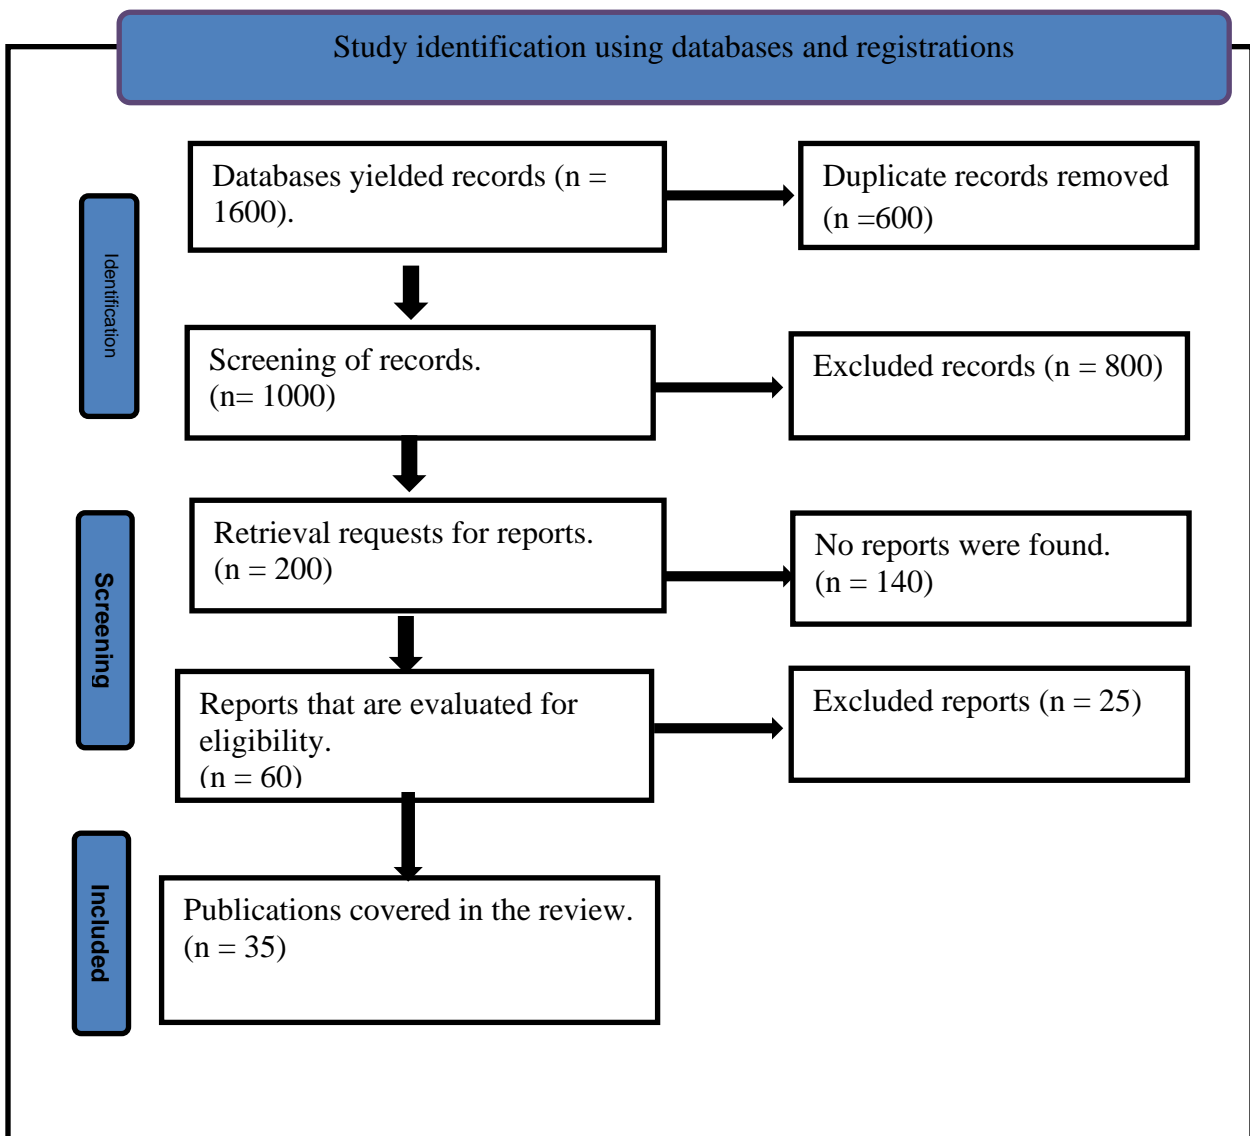 Study identification using databases and registrations
Databases yielded records (n =
1600).
Duplicate records removed
(n =600)
Identification
Screening of records.
(n= 1000)
Excluded records (n = 800)
Retrieval requests for reports.
(n = 200)
No reports were found.
(n = 140)
Screening
Reports that are evaluated for
eligibility.
(n = 60)
Excluded reports (n = 25)
Included
Publications covered in the review.
(n = 35)